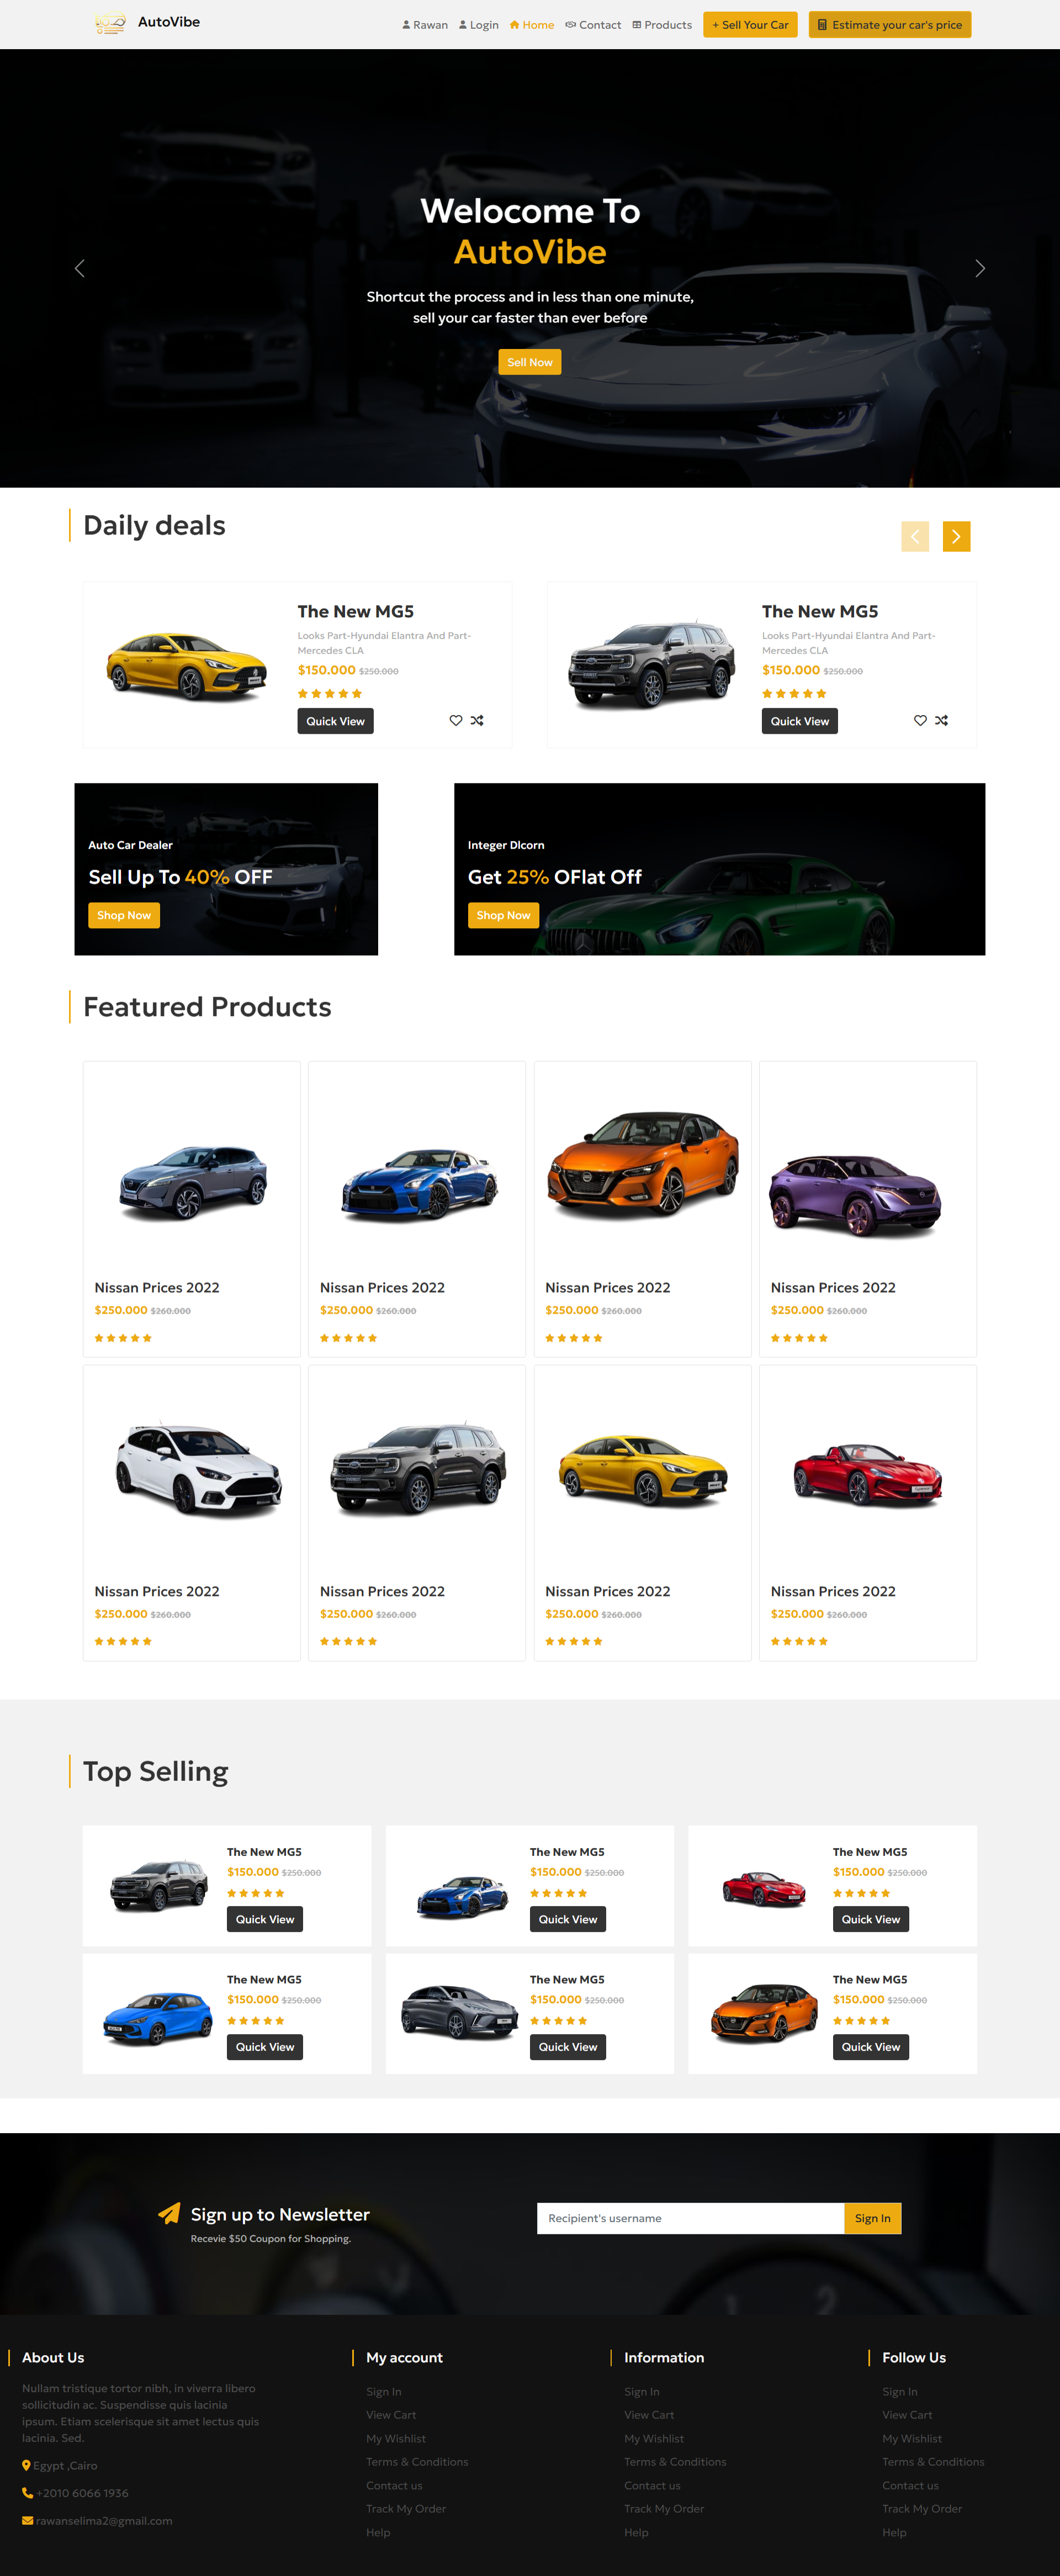 AutoVibe
Rawan Login Home Contact Products + Sell Your Car Estimate your car's price
Welocome To
AutoVibe
Shortcut the process and in less than one minute,
sell your car faster than ever before
Sell Now
Daily deals
The New MG5
Looks Part-Hyundai Elantra And Part-
Mercedes CLA
$150.000 $250.000
Quick View
The New MG5
Looks Part-Hyundai Elantra And Part-
Mercedes CLA
$150.000 $250.000
Quick View
Auto Car Dealer
Sell Up To 40% OFF
Shop Now
Integer Dlcorn
Get 25% OFlat Off
Shop Now
Featured Products
Nissan Prices 2022
$250.000 $260.000
Nissan Prices 2022
$250.000 $260.000
Nissan Prices 2022
$250.000 $260.000
Nissan Prices 2022
$250.000 $260.000
Nissan Prices 2022
$250.000 $260.000
Nissan Prices 2022
$250.000 $260.000
Nissan Prices 2022
$250.000 $260.000
Nissan Prices 2022
$250.000 $260.000
Top Selling
The New MG5
$150.000 $250.000
Quick View
The New MG5
$150.000 $250.000
Quick View
The New MG5
$150.000 $250.000
Quick View
The New MG5
$150.000 $250.000
Quick View
The New MG5
$150.000 $250.000
Quick View
The New MG5
$150.000 $250.000
Quick View
Sign up to Newsletter
Recevie $50 Coupon for Shopping.
Recipient's username
Sign In
About Us
Nullam tristique tortor nibh, in viverra libero
sollicitudin ac. Suspendisse quis lacinia
ipsum. Etiam scelerisque sit amet lectus quis
lacinia. Sed.
Egypt ,Cairo
+2010 6066 1936
rawanselima2@gmail.com
My account
Sign In
View Cart
My Wishlist
Terms & Conditions
Contact us
Track My Order
Help
Information
Sign In
View Cart
My Wishlist
Terms & Conditions
Contact us
Track My Order
Help
Follow Us
Sign In
View Cart
My Wishlist
Terms & Conditions
Contact us
Track My Order
Help